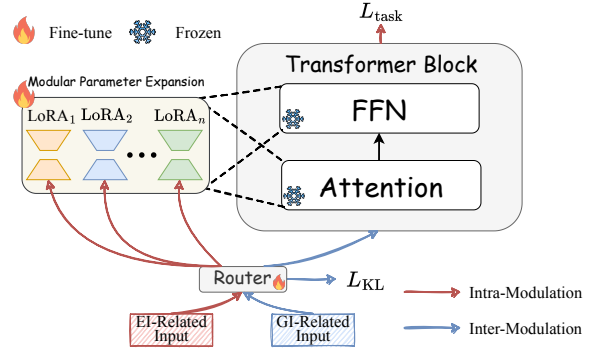 Fine-tune
Frozen
L_task
Modular Parameter Expansion
Transformer Block
LoRA_1
LoRA_2
LoRA_n
FFN
Attention
Router
L_KL
EI-Related
Input
GI-Related
Input
Intra-Modulation
Inter-Modulation